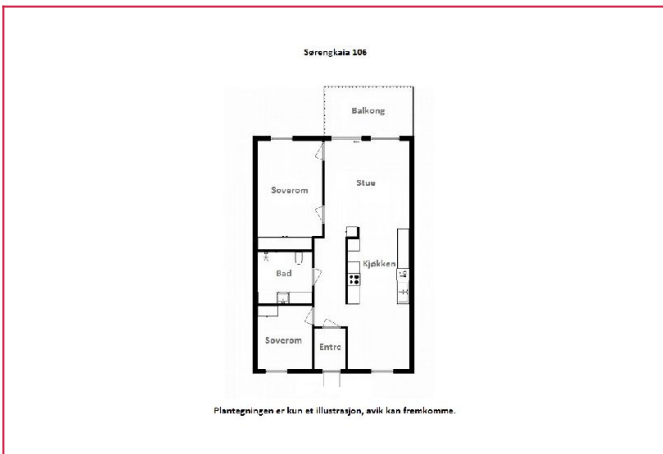 Sørengkaia 106
Balkong
Stue
Soverom
Kjøkken
Bad
Soverom
Entre
Plantegningen er kun et illustrasjon, avik kan fremkomme.